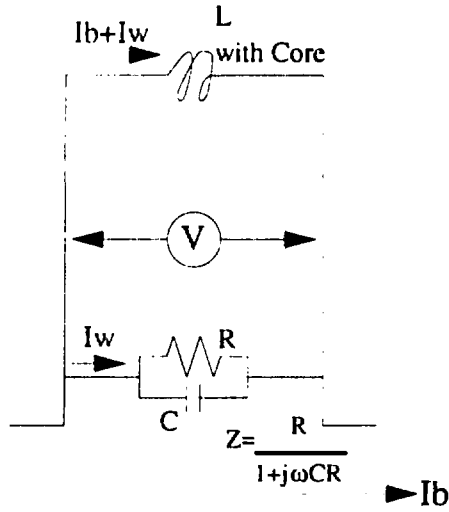 L
Ib+Iw
with Core
V
Iw
R
C
Z=
R
1+jωCR
Ib